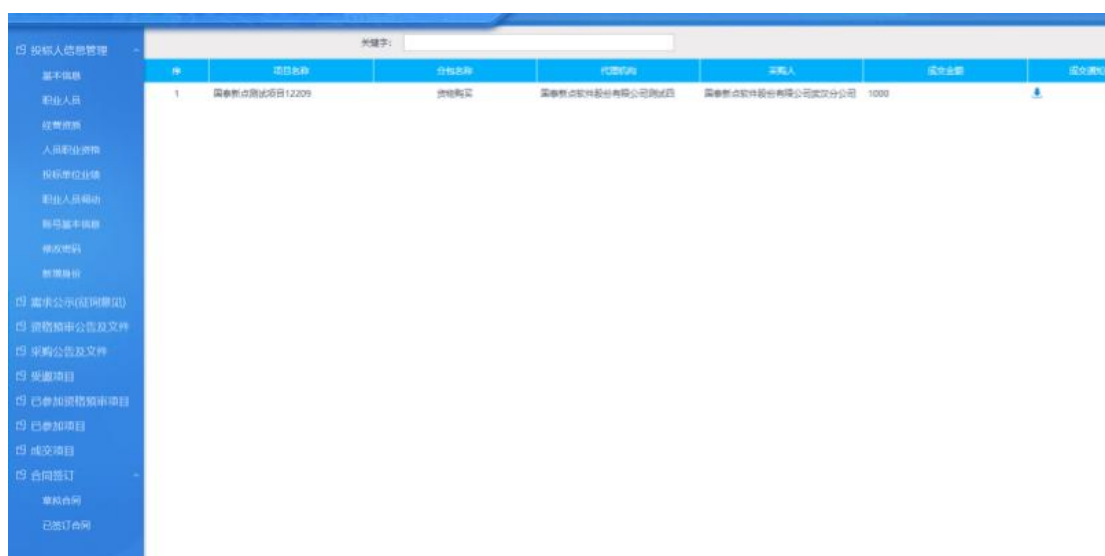 投标人信息管理
基本信息
职业人员
经营资质
人员职业资格
投标单位业绩
职业人员调动
账号基本信息
修改密码
新增身份
需求公示(征询意见)
资格预审公告及文件
采购公告及文件
受邀项目
已参加资格预审项目
已参加项目
成交项目
合同签订
草拟合同
已签订合同
关键字:
序 项目名称 分包名称 代理机构 采购人 成交金额 成交通知
1 国泰新点测试项目12209 货物购买 国泰新点软件股份有限公司测试四 国泰新点软件股份有限公司武汉分公司 1000